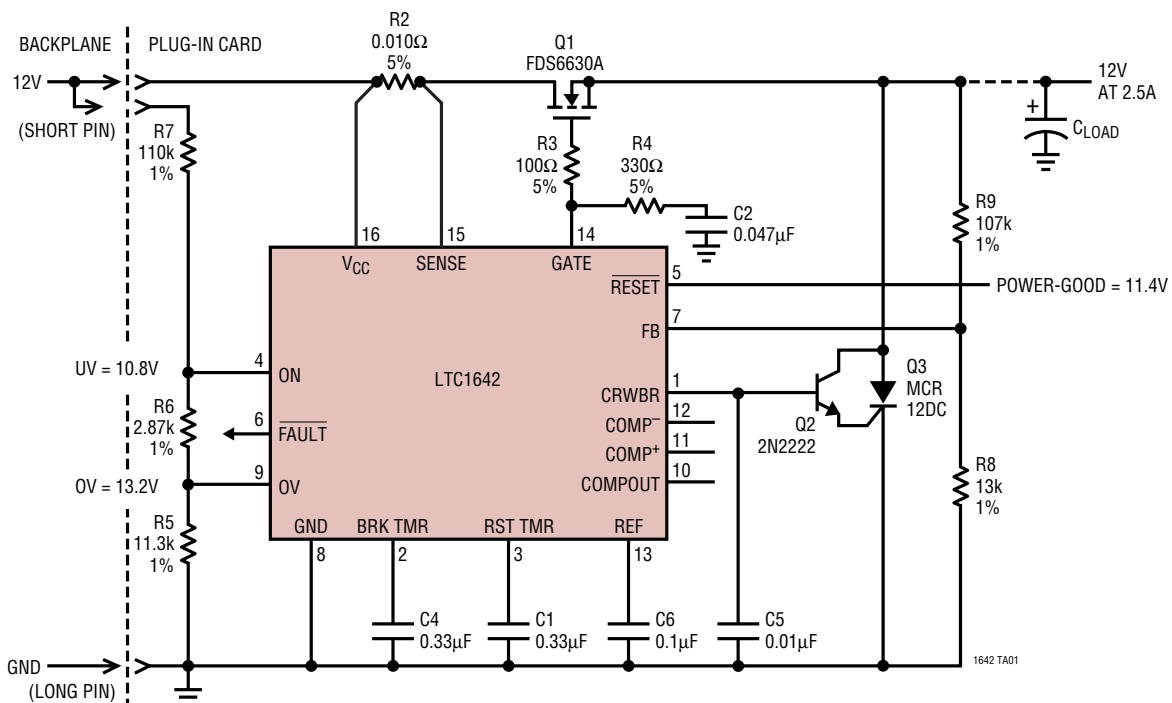 BACKPLANE
PLUG-IN CARD
12V
(SHORT PIN)
R2
0.010Ω
5%
Q1
FDS6630A
12V
AT 2.5A
+
CLOAD
R7
110k
1%
R3
100Ω
5%
R4
330Ω
5%
C2
0.047μF
R9
107k
1%
16
15
14
VCC
SENSE
GATE
5
RESET
POWER-GOOD = 11.4V
7
FB
UV = 10.8V
4
ON
LTC1642
1
CRWBR
Q3
MCR
12DC
R6
2.87k
1%
6
FAULT
12
COMP–
11
COMP+
10
COMPOUT
Q2
2N2222
OV = 13.2V
9
OV
R8
13k
1%
R5
11.3k
1%
GND
BRK TMR
RST TMR
REF
8
2
3
13
C4
0.33μF
C1
0.33μF
C6
0.1μF
C5
0.01μF
GND
(LONG PIN)
1642 TA01